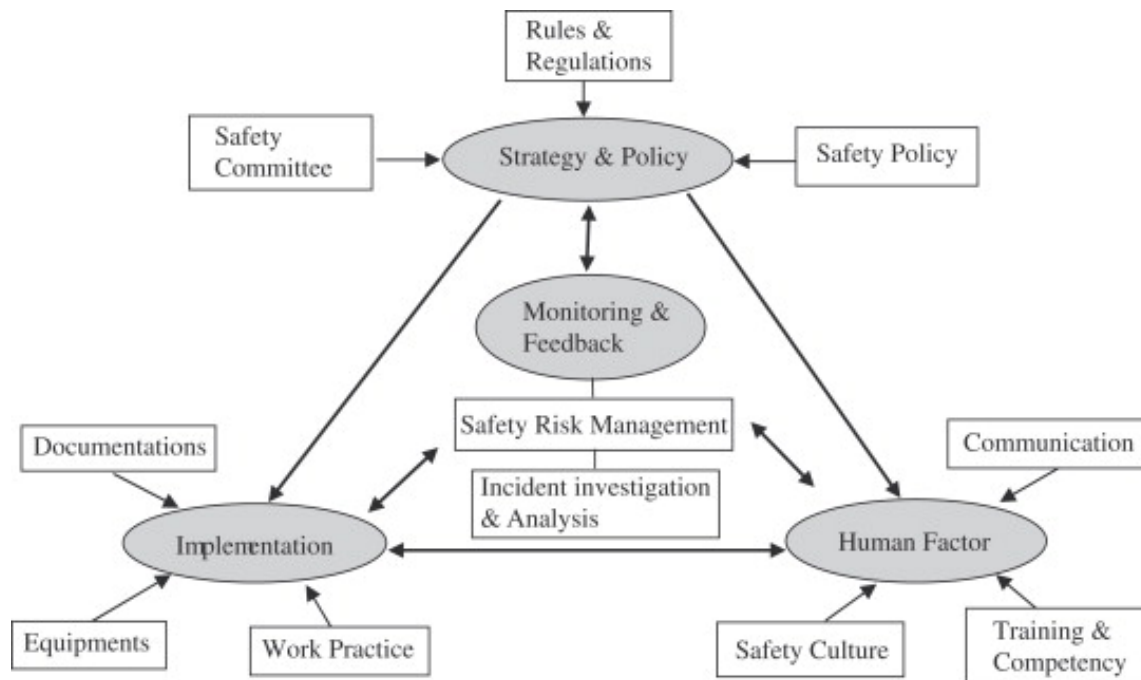 Rules &
Regulations
Safety
Committee
Strategy & Policy
Safety Policy
Monitoring &
Feedback
Safety Risk Management
Documentations
Communication
Incident investigation
& Analysis
Implementation
Human Factor
Equipments
Work Practice
Safety Culture
Training &
Competency